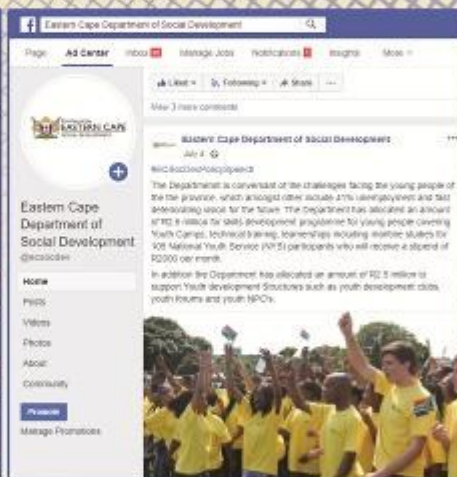 Eastern Cape Department of Social Development
Page Ad Center Inbox Manage Jobs Notifications Insights More
Liked Following Share ...
View 3 more comments
EASTERN CAPE
Eastern Cape Department of Social Development
July 4
Eastern Cape
Department of
Social Development
@ecsocdev
Home
Posts
Videos
Photos
About
Community
Promote
Manage Promotions
The Department is conversant of the challenges facing the young people of
the the province, which amongst other include 41% unemployment and fast
deteriorating vision for the future. The Department has allocated an amount
of R2.6 million for skills development programme for young people covering
Youth Camps, technical training, learnerships including maritime studies for
National Youth Service (NYS) participants who will receive a stipend of
R2000 per month.
In addition the Department has allocated an amount of R2.5 million to
support Youth development Structures such as youth development clubs,
youth forums and youth NPO's.